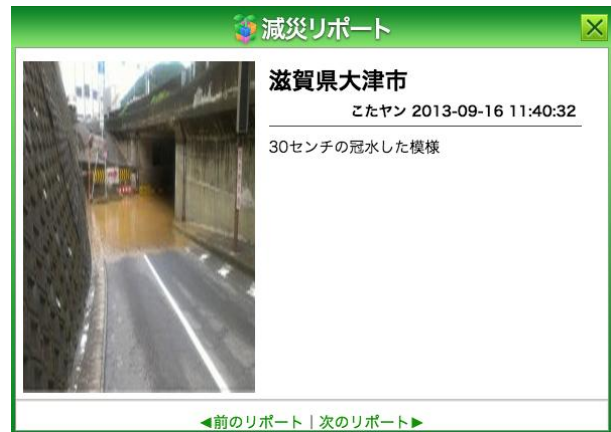 減災リポート
滋賀県大津市
こたヤン 2013-09-16 11:40:32
30センチの冠水した模様
◀前のリポート | 次のリポート▶